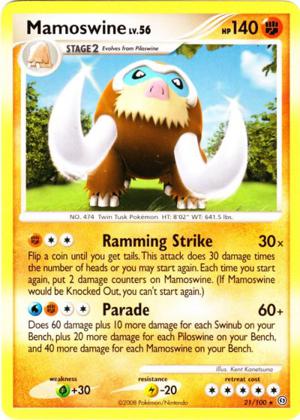 Mamoswine LV.56 HP 140
STAGE 2 Evolves from Piloswine
NO. 474 Twin Tusk Pokémon HT: 8'02" WT: 641.5 lbs.
Ramming Strike 30×
Flip a coin until you get tails. This attack does 30 damage times
the number of heads or you may start again. Each time you start
again, put 2 damage counters on Mamoswine. (If Mamoswine
would be Knocked Out, you can't start again.)
Parade 60+
Does 60 damage plus 10 more damage for each Swinub on your
Bench, plus 20 more damage for each Piloswine on your Bench,
and 40 more damage for each Mamoswine on your Bench.
Illust. Kent Kanetsuna
weakness resistance retreat cost
+30 -20
©2008 Pokémon/Nintendo 21/100 ★